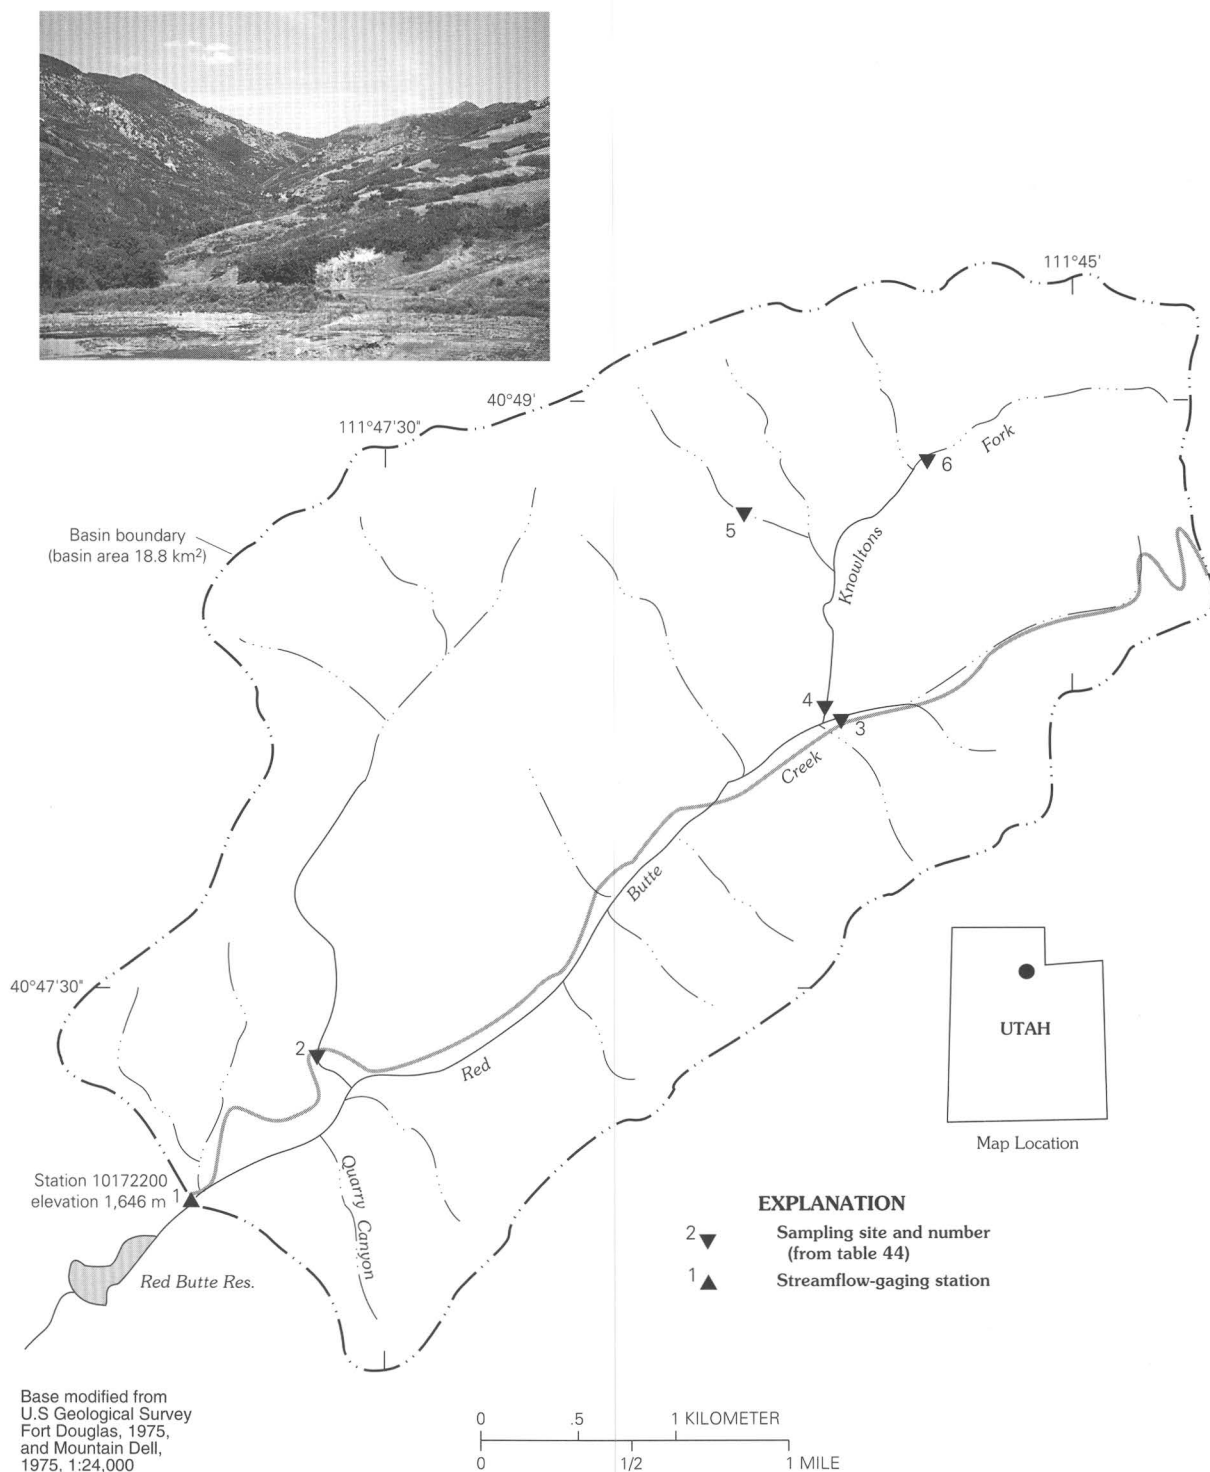 111°45'
40°49'
111°47'30"
Fork
6
5
Basin boundary
(basin area 18.8 km²)
Knowltons
4
3
Creek
Butte
40°47'30"
UTAH
2
Red
Map Location
Station 10172200
elevation 1,646 m
1
Quarry Canyon
EXPLANATION
2 Sampling site and number
(from table 44)
1 Streamflow-gaging station
Red Butte Res.
Base modified from
U.S Geological Survey
Fort Douglas, 1975,
and Mountain Dell,
1975, 1:24,000
0 .5 1 KILOMETER
0 1/2 1 MILE